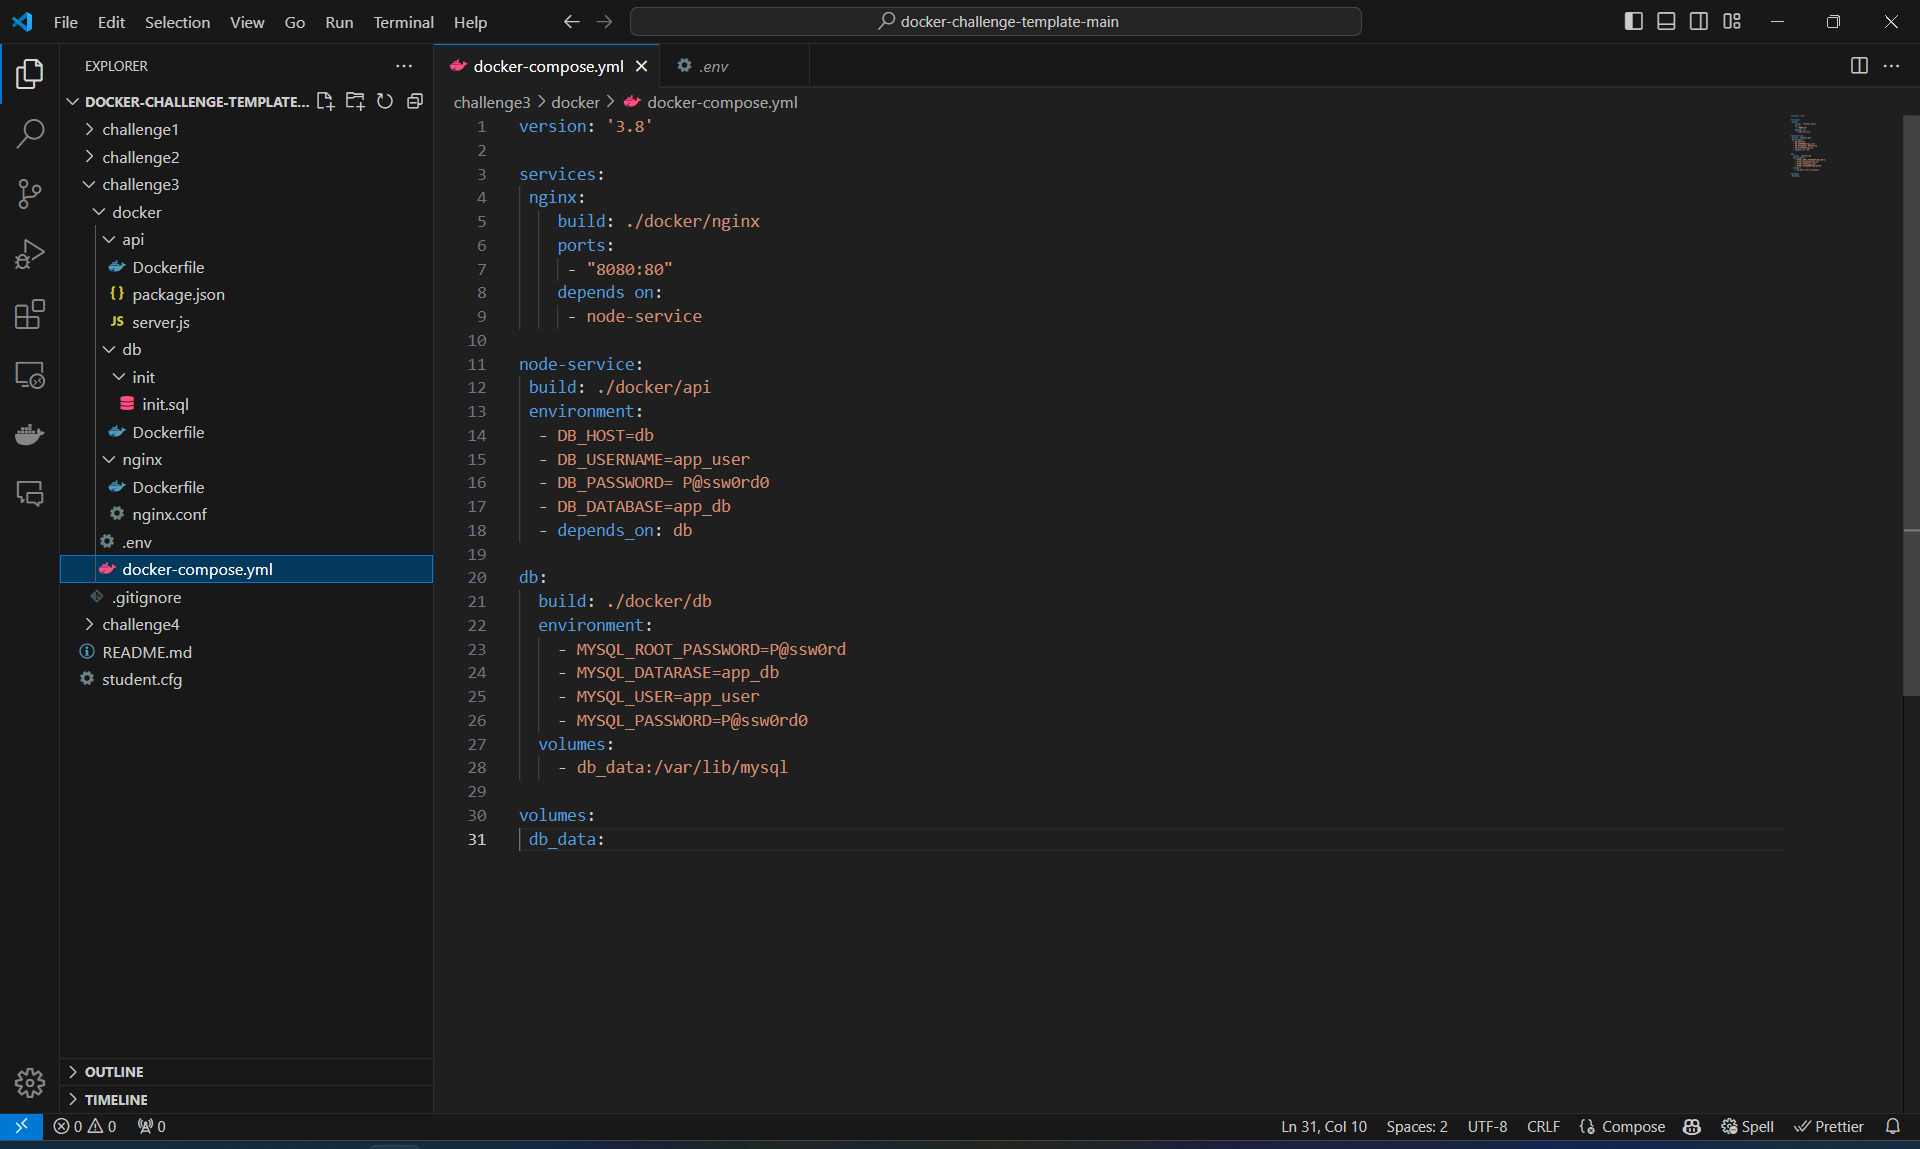 File Edit Selection View Go Run Terminal Help
docker-challenge-template-main
EXPLORER
DOCKER-CHALLENGE-TEMPLATE...
challenge1
challenge2
challenge3
docker
api
Dockerfile
{} package.json
JS server.js
db
init
init.sql
Dockerfile
nginx
Dockerfile
nginx.conf
.env
docker-compose.yml
.gitignore
challenge4
README.md
student.cfg
OUTLINE
TIMELINE
docker-compose.yml
.env
challenge3 > docker > docker-compose.yml
1 version: '3.8'
2
3 services:
4 nginx:
5 build: ./docker/nginx
6 ports:
7 - "8080:80"
8 depends on:
9 - node-service
10
11 node-service:
12 build: ./docker/api
13 environment:
14 - DB_HOST=db
15 - DB_USERNAME=app_user
16 - DB_PASSWORD= P@ssw0rd0
17 - DB_DATABASE=app_db
18 - depends_on: db
19
20 db:
21 build: ./docker/db
22 environment:
23 - MYSQL_ROOT_PASSWORD=P@ssw0rd
24 - MYSQL_DATARASE=app_db
25 - MYSQL_USER=app_user
26 - MYSQL_PASSWORD=P@ssw0rd0
27 volumes:
28 - db_data:/var/lib/mysql
29
30 volumes:
31 db_data:
0 0 0
Ln 31, Col 10 Spaces: 2 UTF-8 CRLF Compose Spell Prettier